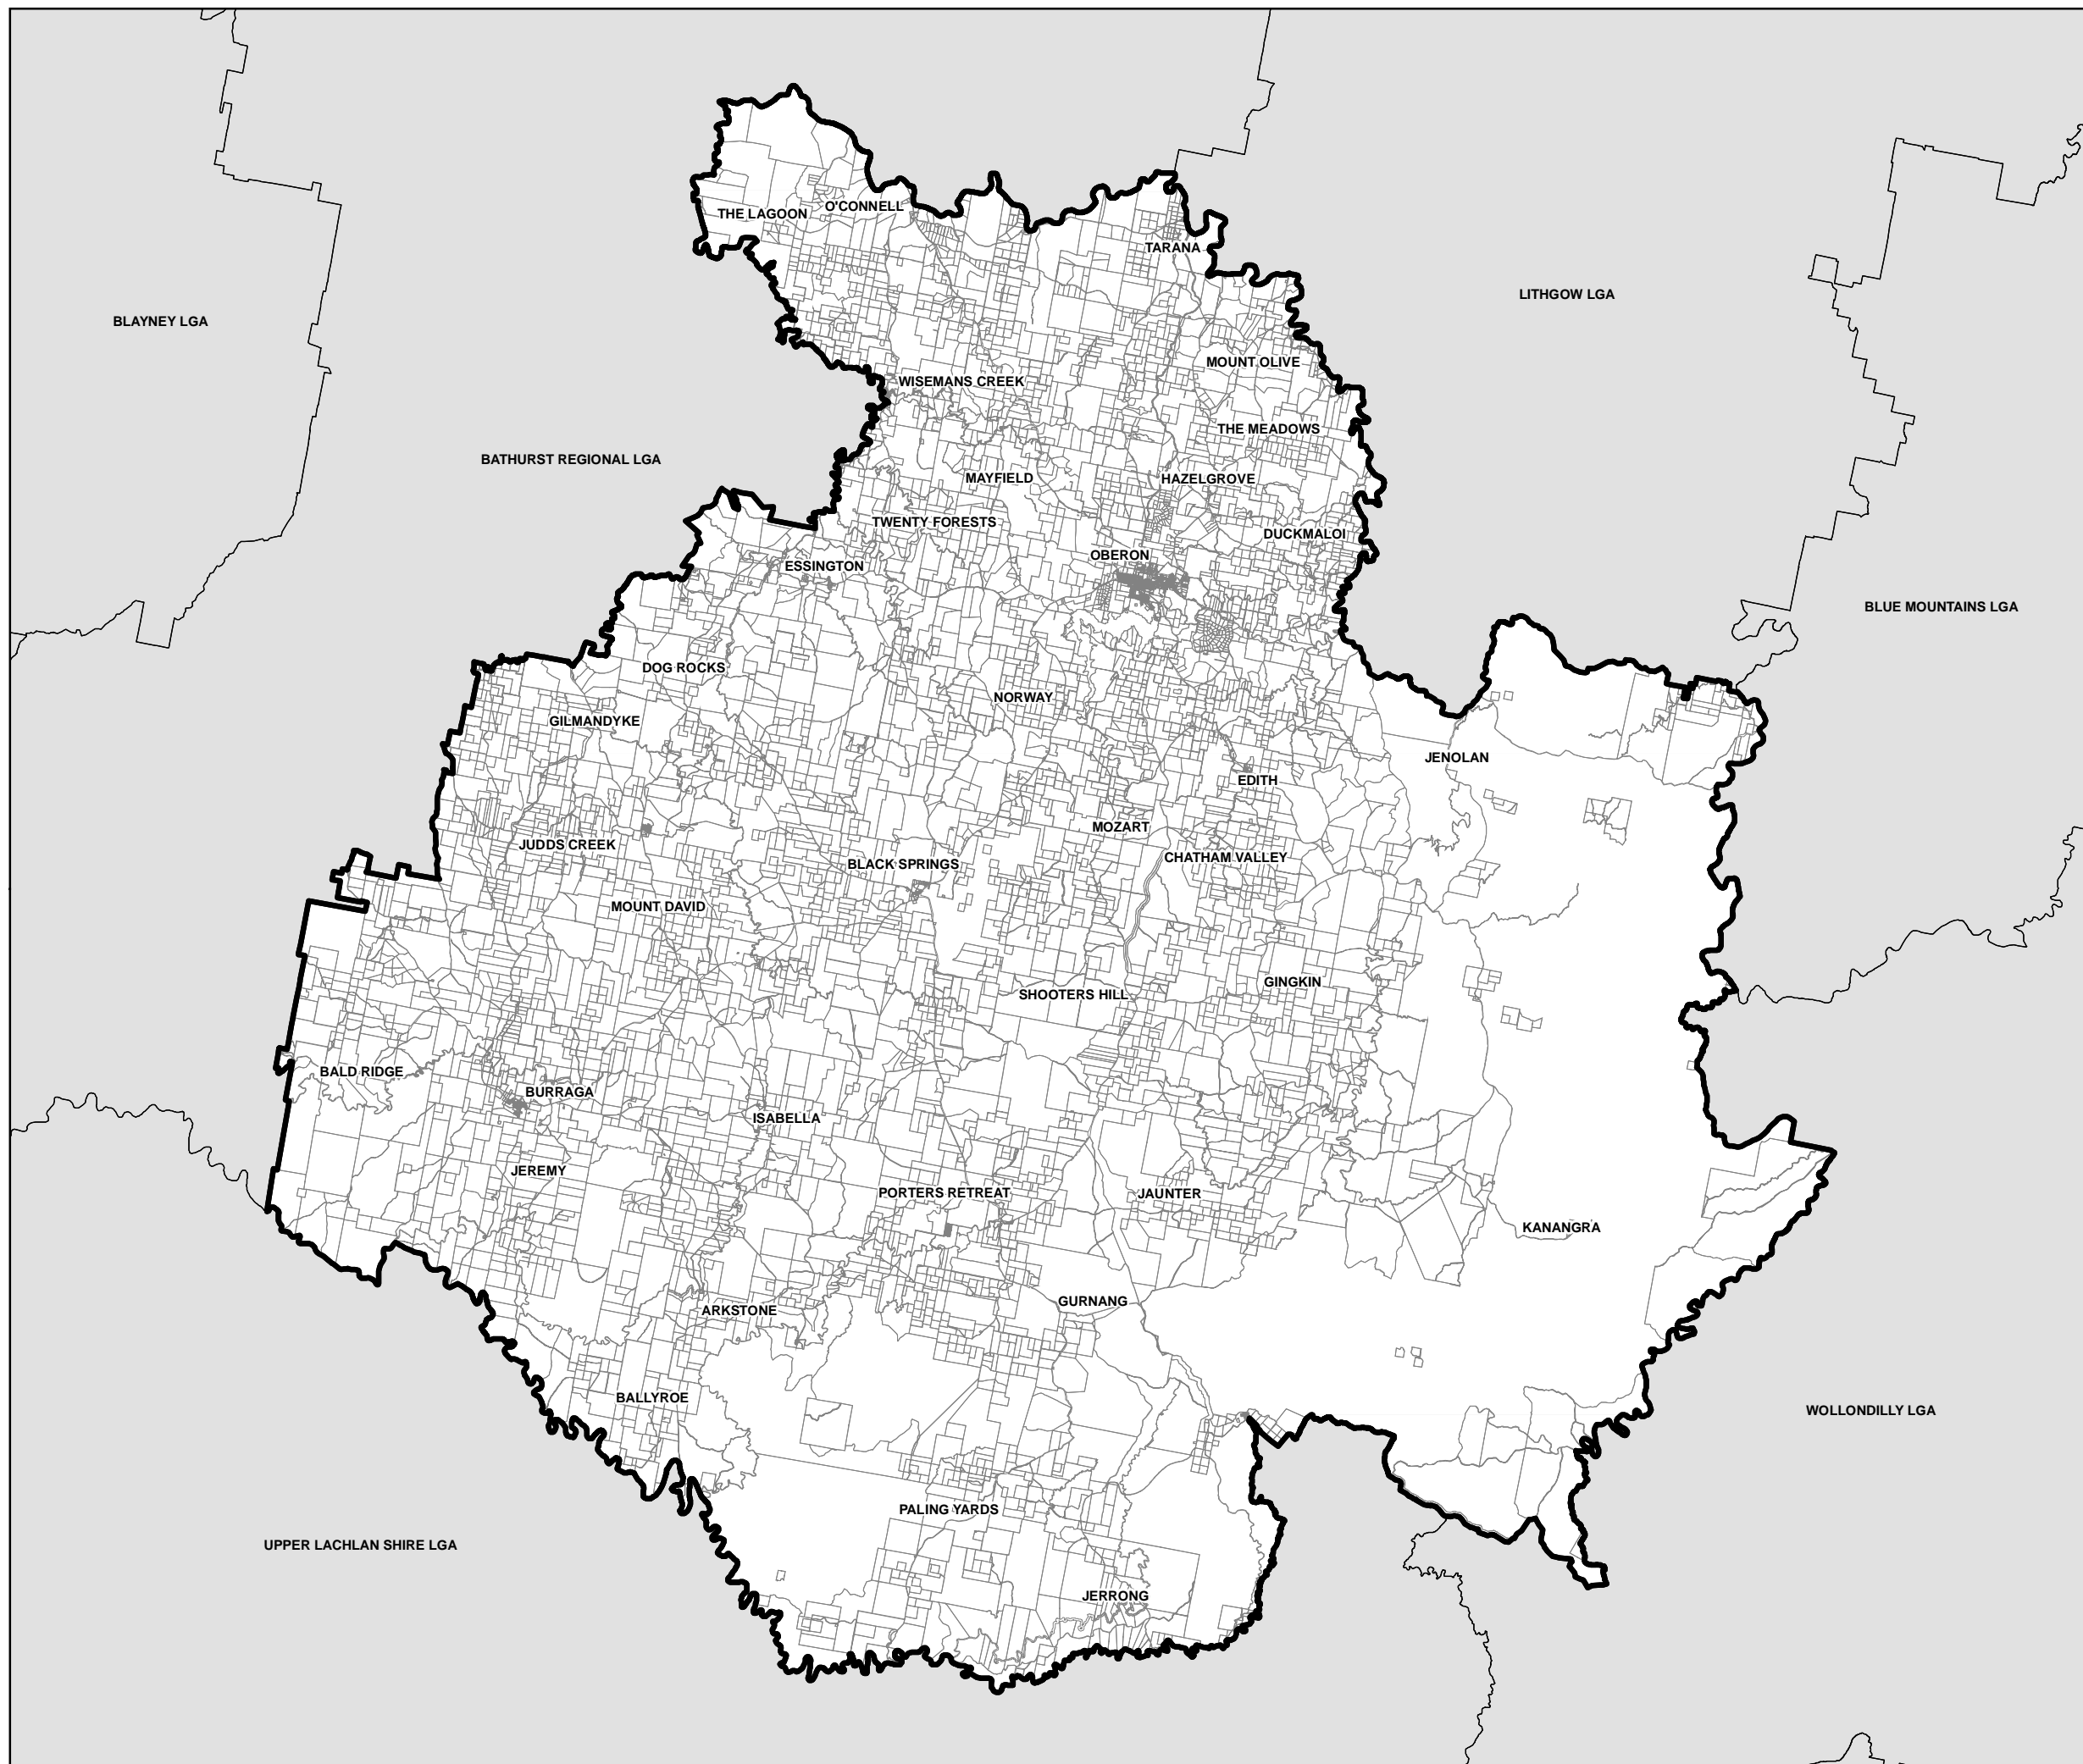 O'CONNELL
THE LAGOON
TARANA
LITHGOW LGA
BLAYNEY LGA
MOUNT OLIVE
WISEMANS CREEK
THE MEADOWS
BATHURST REGIONAL LGA
MAYFIELD
HAZELGROVE
TWENTY FORESTS
DUCKMALOI
OBERON
ESSINGTON
BLUE MOUNTAINS LGA
DOG ROCKS
NORWAY
GILMANDYKE
JENOLAN
EDITH
MOZART
JUDDS CREEK
CHATHAM VALLEY
BLACK SPRINGS
MOUNT DAVID
GINGKIN
SHOOTERS HILL
BALD RIDGE
BURRAGA
ISABELLA
JEREMY
PORTERS RETREAT
JAUNTER
KANANGRA
GURNANG
ARKSTONE
BALLYROE
WOLLONDILLY LGA
PALING YARDS
UPPER LACHLAN SHIRE LGA
JERRONG